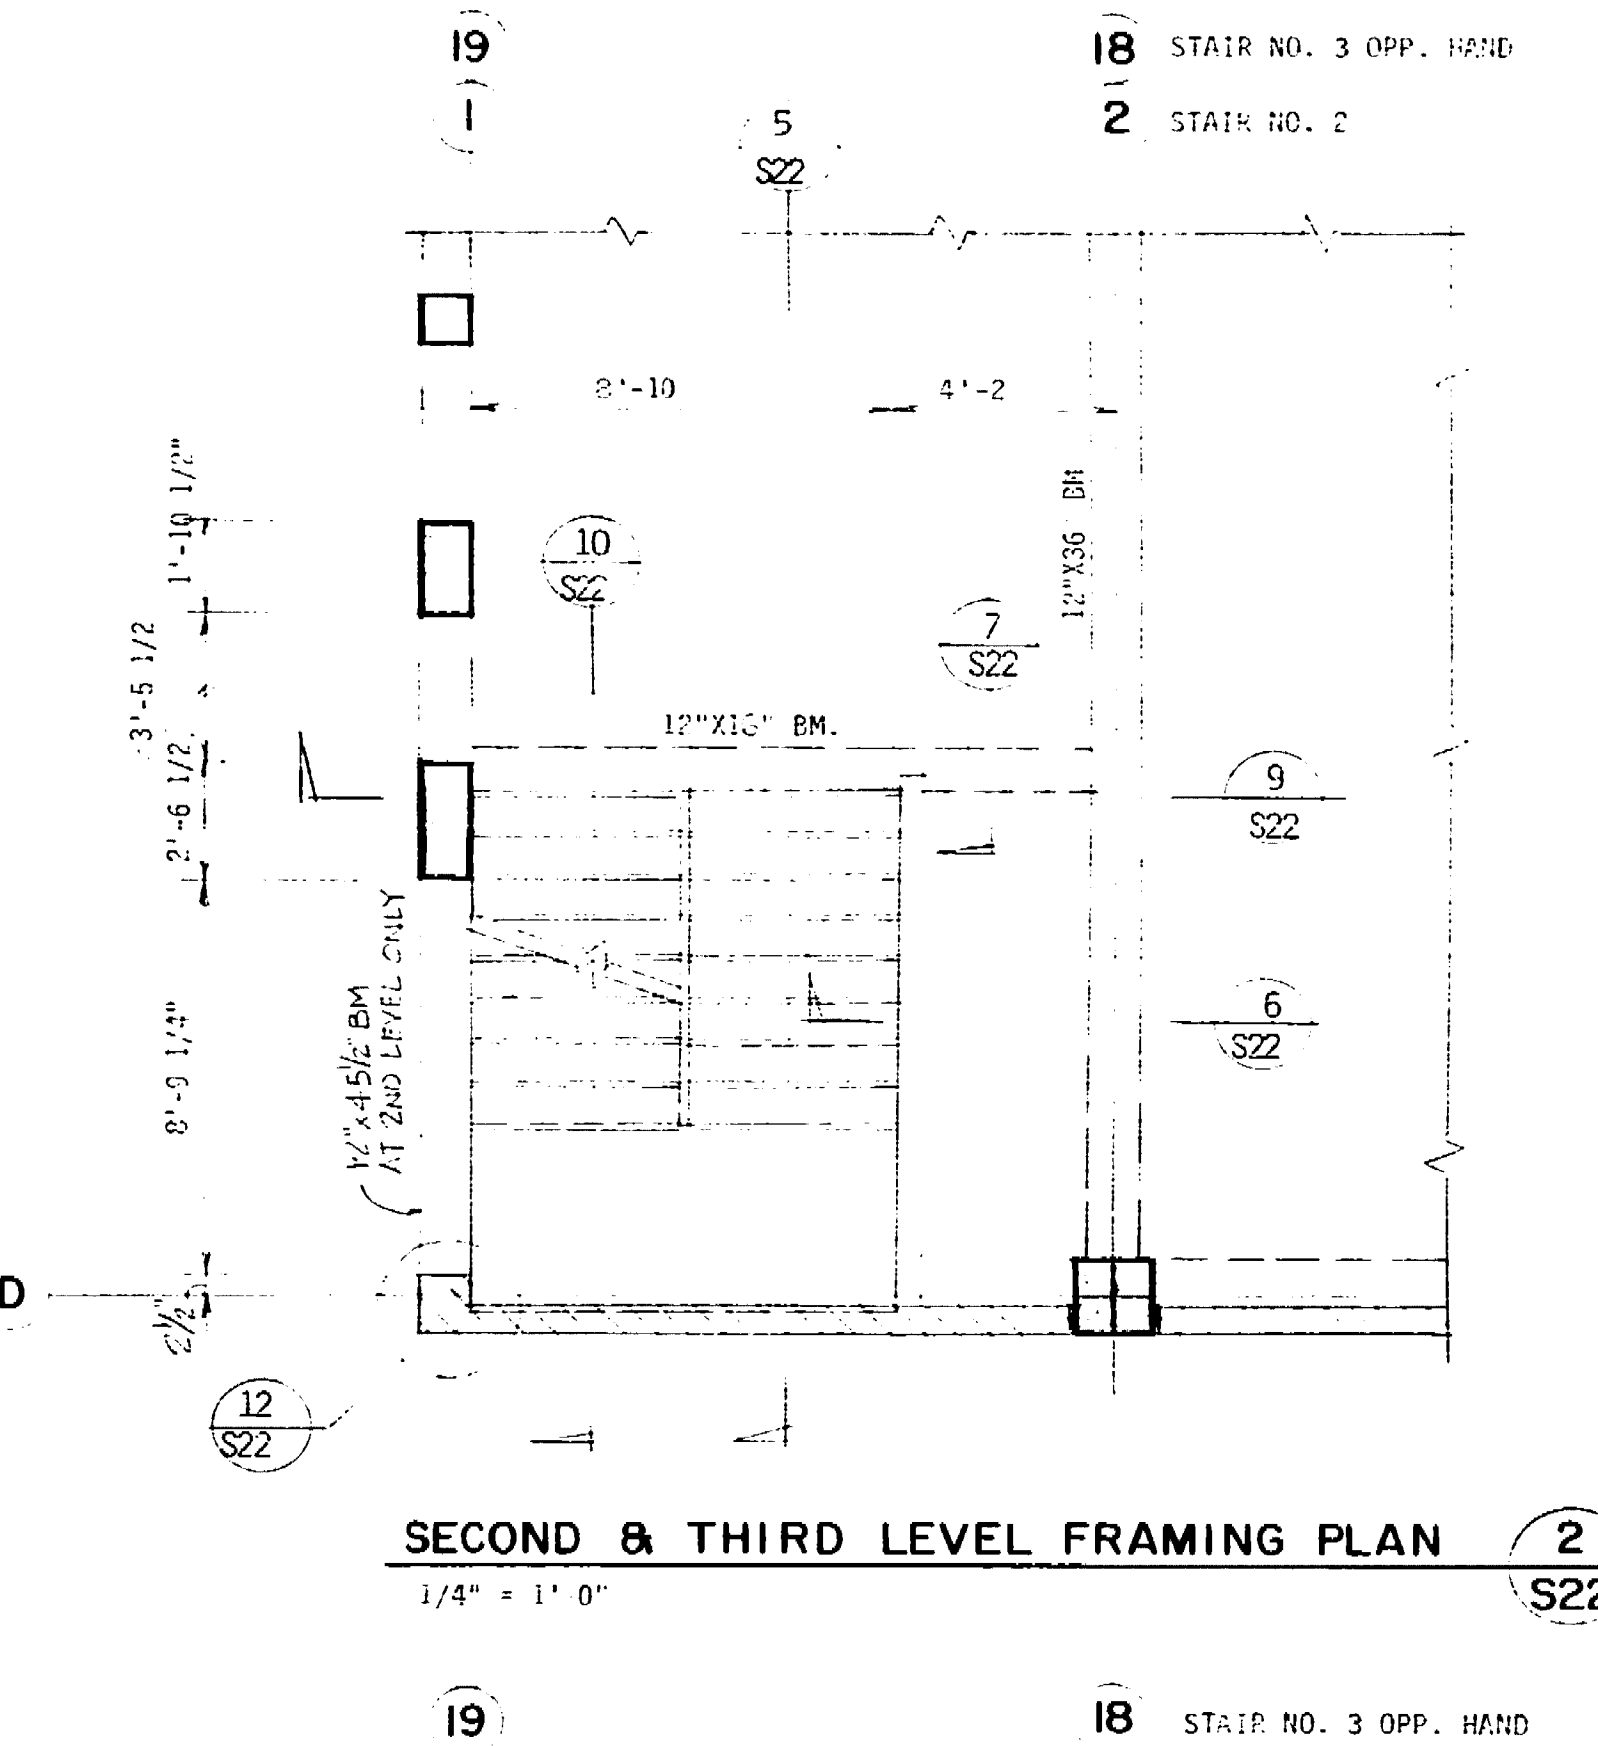 19
18 STAIR NO. 3 OPP. HAND
1
2 STAIR NO. 2
5
S22
8'-10
4'-2
1'-10 1/2"
12"X36" BM
10
S22
7
S22
3'-5 1/2
12"X16" BM.
2'-6 1/2
9
S22
12"x45 1/2" BM
AT 2ND LEVEL ONLY
8'-9 1/4"
6
S22
D
2 1/2"
12
S22
SECOND & THIRD LEVEL FRAMING PLAN
2
S22
1/4" = 1'-0"
19
18 STAIR NO. 3 OPP. HAND